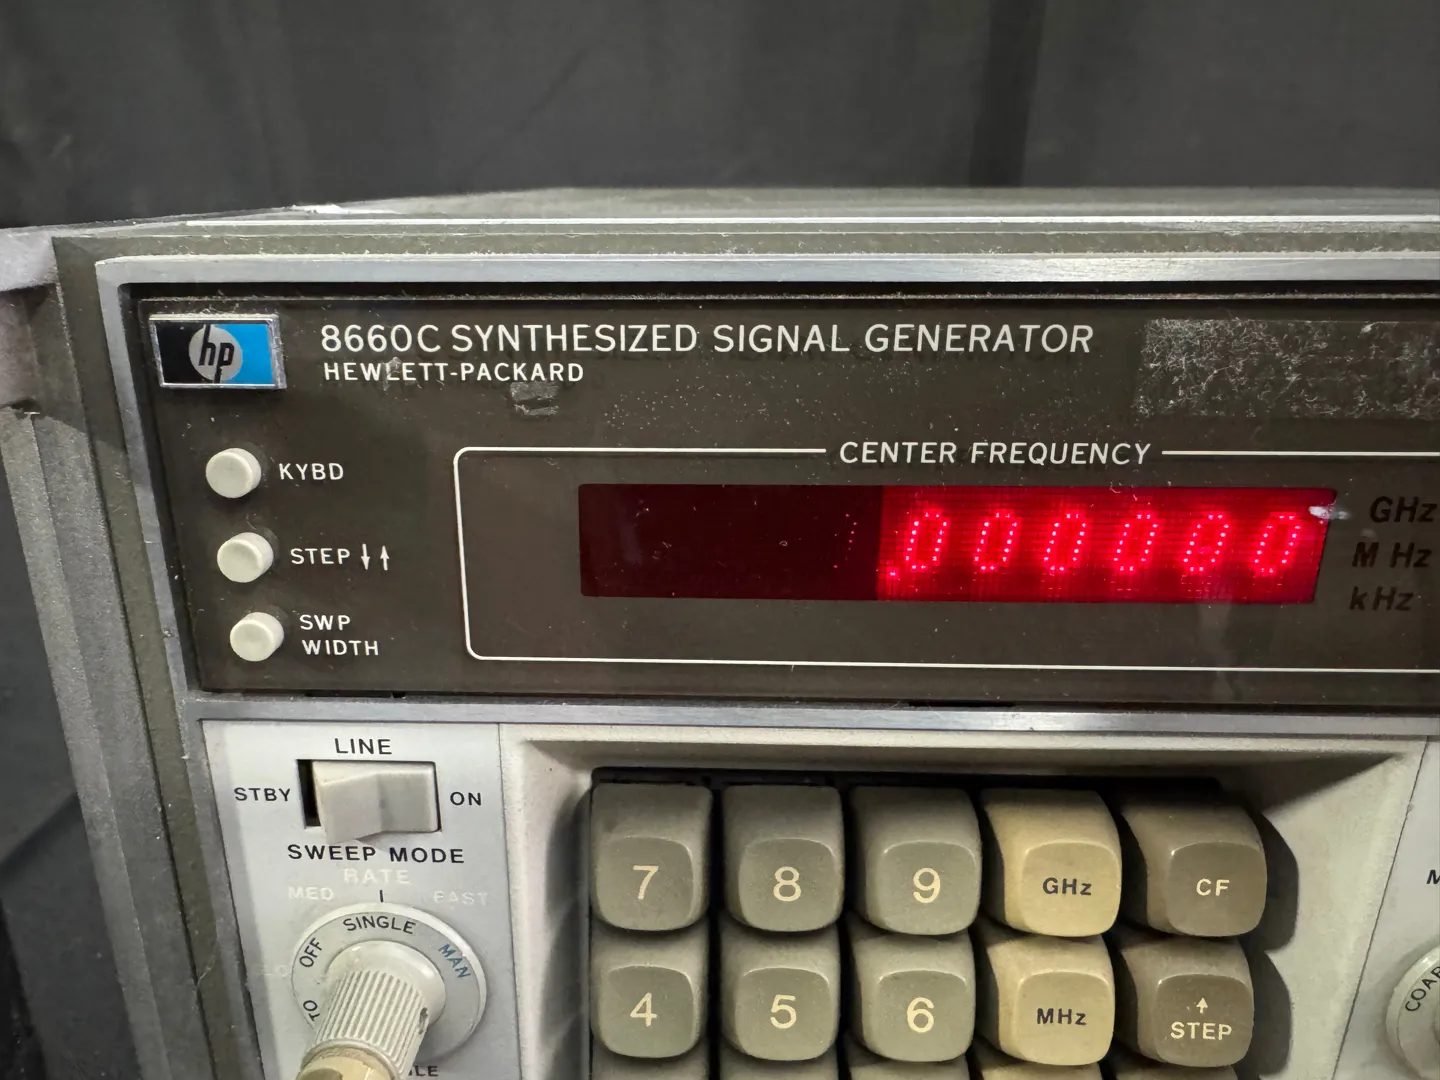 hp
8660C SYNTHESIZED SIGNAL GENERATOR
HEWLETT-PACKARD
CENTER FREQUENCY
KYBD
STEP ↓↑
SWP
WIDTH
.000000
GHz
MHz
kHz
LINE
STBY
ON
SWEEP MODE
RATE
MED
FAST
OFF
SINGLE
MAN
7
8
9
GHz
CF
4
5
6
MHz
↑
STEP